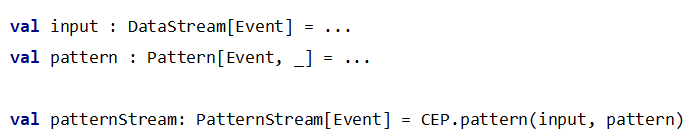 val input : DataStream[Event] = ...
val pattern : Pattern[Event, _] = ...
val patternStream: PatternStream[Event] = CEP.pattern(input, pattern)